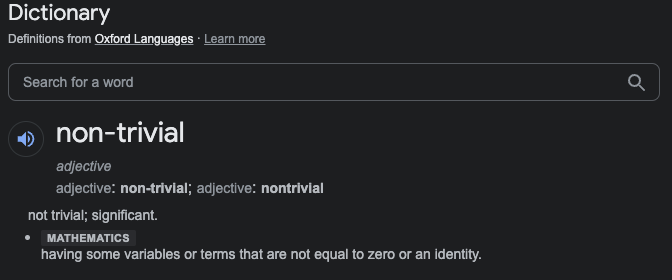 Dictionary
Definitions from Oxford Languages · Learn more
Search for a word
non-trivial
adjective
adjective: non-trivial; adjective: nontrivial
not trivial; significant.
• MATHEMATICS
having some variables or terms that are not equal to zero or an identity.